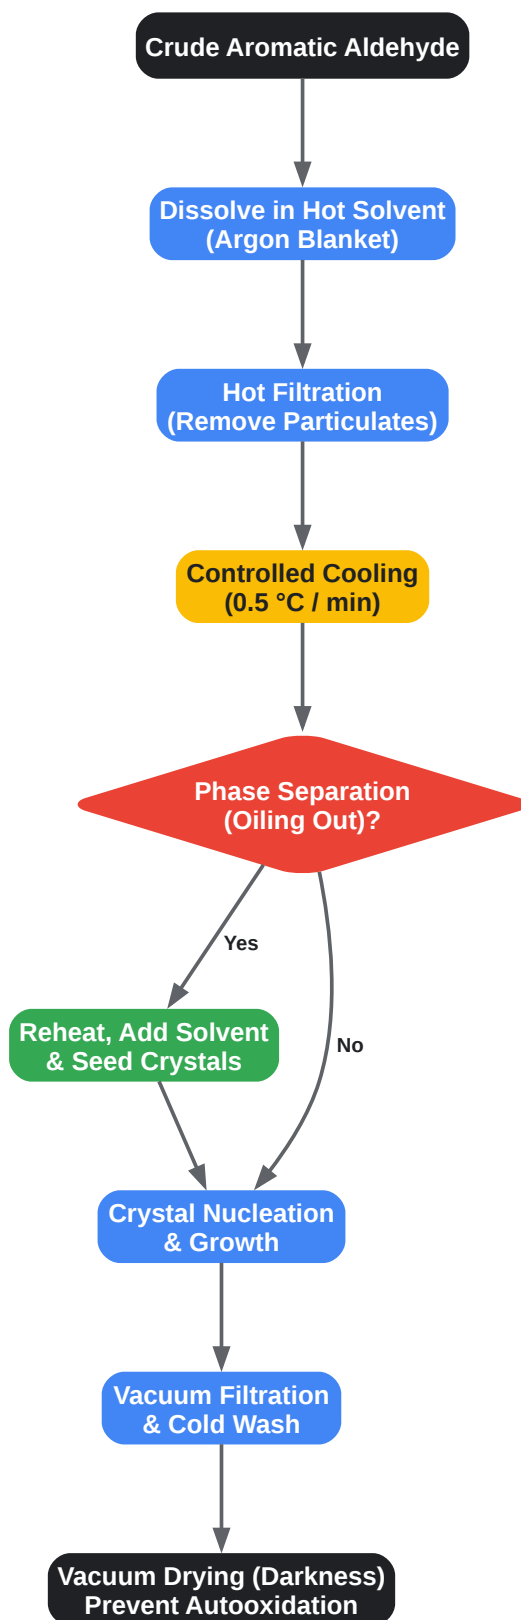 Crude Aromatic Aldehyde
Dissolve in Hot Solvent
(Argon Blanket)
Hot Filtration
(Remove Particulates)
Controlled Cooling
(0.5 °C / min)
Phase Separation
(Oiling Out)?
Yes
Reheat, Add Solvent
& Seed Crystals
No
Crystal Nucleation
& Growth
Vacuum Filtration
& Cold Wash
Vacuum Drying (Darkness)
Prevent Autooxidation